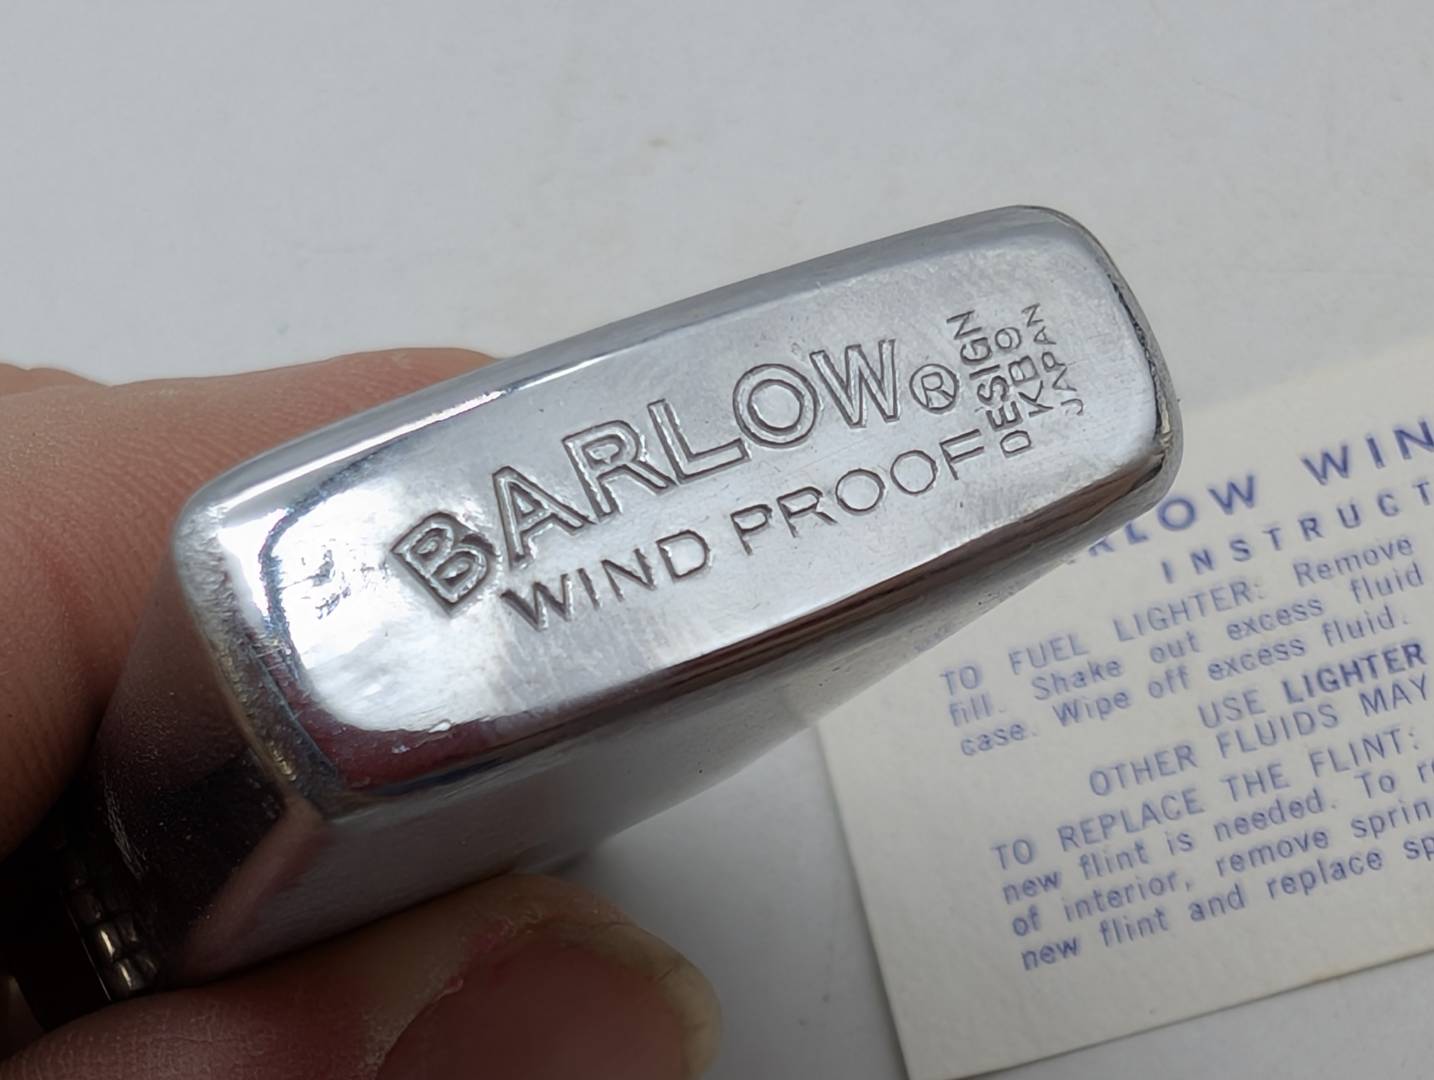 BARLOW®
WIND PROOF
DESIGN
KB9
JAPAN
RLOW WIN
INSTRUCT
TO FUEL LIGHTER: Remove
fill. Shake out excess fluid
case. Wipe off excess fluid.
USE LIGHTER
OTHER FLUIDS MAY
TO REPLACE THE FLINT:
new flint is needed. To
of interior, remove sprin
new flint and replace sp